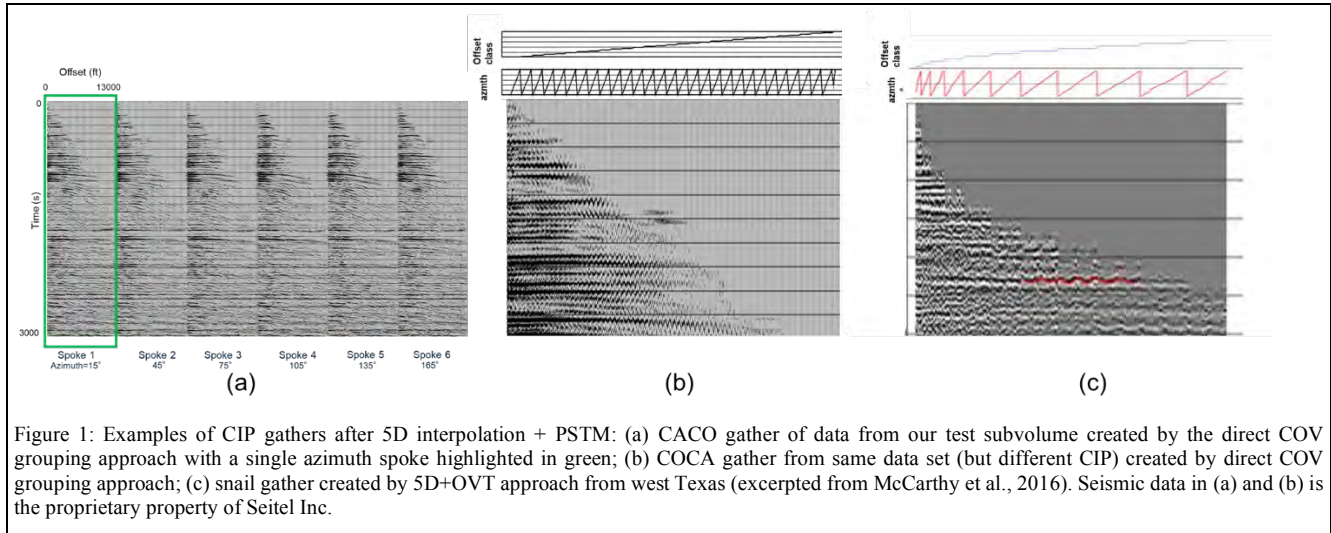 Offset (ft)
0 13000
0
Time (s)
3000
Spoke 1 Spoke 2 Spoke 3 Spoke 4 Spoke 5 Spoke 6
Azimuth=15° 45° 75° 105° 135° 165°
(a)
Offset
class
azmth
(b)
Offset
class
azmth
(c)
Figure 1: Examples of CIP gathers after 5D interpolation + PSTM: (a) CACO gather of data from our test subvolume created by the direct COV
grouping approach with a single azimuth spoke highlighted in green; (b) COCA gather from same data set (but different CIP) created by direct COV
grouping approach; (c) snail gather created by 5D+OVT approach from west Texas (excerpted from McCarthy et al., 2016). Seismic data in (a) and (b) is
the proprietary property of Seitel Inc.